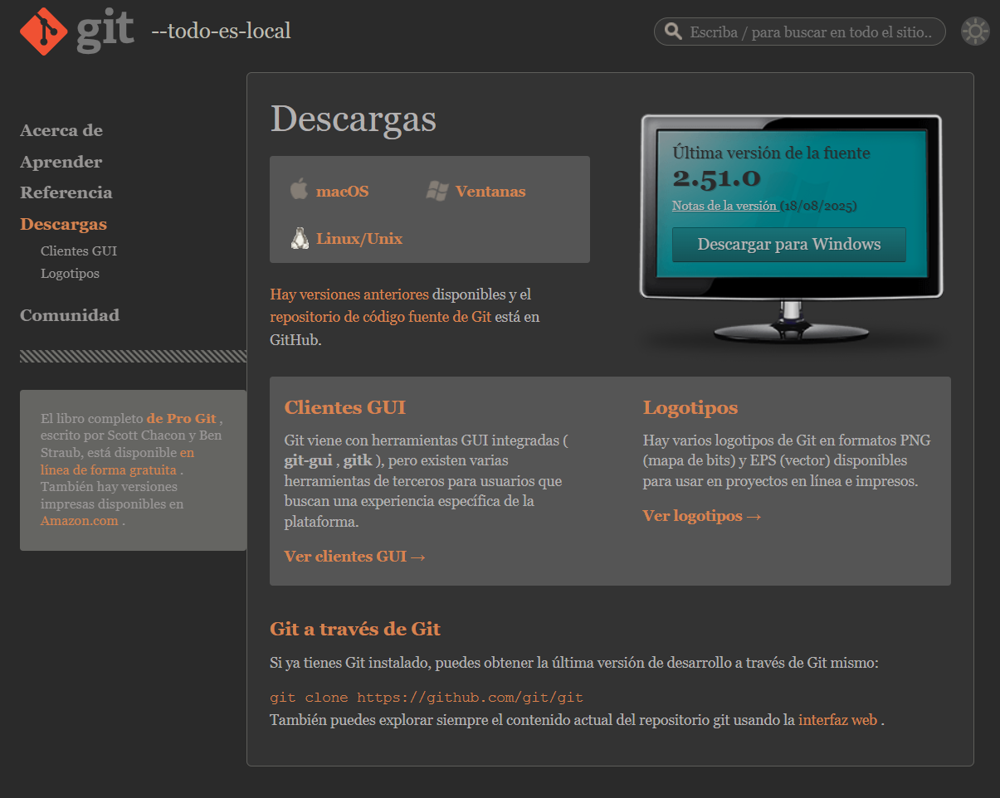 git --todo-es-local
Escriba / para buscar en todo el sitio..
Acerca de
Aprender
Referencia
Descargas
Clientes GUI
Logotipos
Comunidad
El libro completo de Pro Git ,
escrito por Scott Chacon y Ben
Straub, está disponible en
línea de forma gratuita .
También hay versiones
impresas disponibles en
Amazon.com .
Descargas
macOS
Ventanas
Linux/Unix
Hay versiones anteriores disponibles y el
repositorio de código fuente de Git está en
GitHub.
Última versión de la fuente
2.51.0
Notas de la versión (18/08/2025)
Descargar para Windows
Clientes GUI
Git viene con herramientas GUI integradas (
git-gui , gitk ), pero existen varias
herramientas de terceros para usuarios que
buscan una experiencia específica de la
plataforma.
Ver clientes GUI →
Logotipos
Hay varios logotipos de Git en formatos PNG
(mapa de bits) y EPS (vector) disponibles
para usar en proyectos en línea e impresos.
Ver logotipos →
Git a través de Git
Si ya tienes Git instalado, puedes obtener la última versión de desarrollo a través de Git mismo:
git clone https://github.com/git/git
También puedes explorar siempre el contenido actual del repositorio git usando la interfaz web .